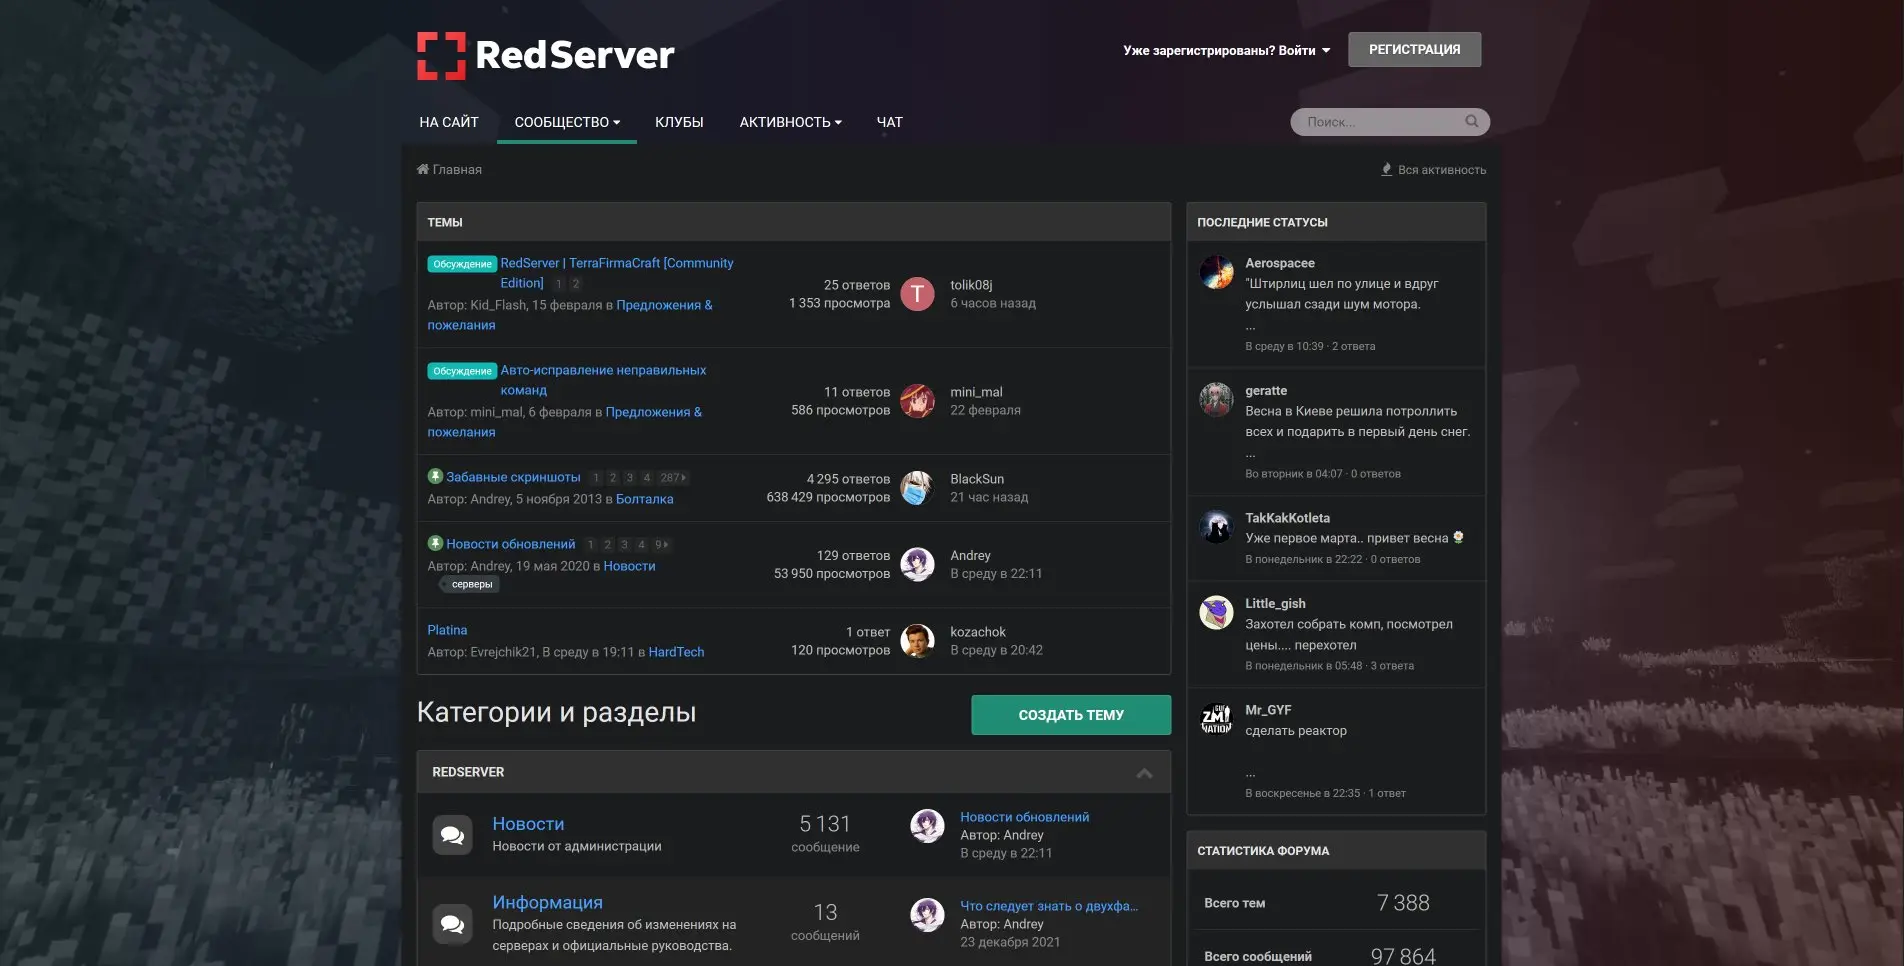 RedServer
Уже зарегистрированы? Войти
РЕГИСТРАЦИЯ
НА САЙТ
СООБЩЕСТВО
КЛУБЫ
АКТИВНОСТЬ
ЧАТ
Поиск...
Главная
Вся активность
ТЕМЫ
Обсуждение RedServer | TerraFirmaCraft [Community
Edition] 1 2
Автор: Kid_Flash, 15 февраля в Предложения &
пожелания
25 ответов
1 353 просмотра
T
tolik08j
6 часов назад
Обсуждение Авто-исправление неправильных
команд
Автор: mini_mal, 6 февраля в Предложения &
пожелания
11 ответов
586 просмотров
mini_mal
22 февраля
Забавные скриншоты 1 2 3 4 287
Автор: Andrey, 5 ноября 2013 в Болталка
4 295 ответов
638 429 просмотров
BlackSun
21 час назад
Новости обновлений 1 2 3 4 9
Автор: Andrey, 19 мая 2020 в Новости
серверы
129 ответов
53 950 просмотров
Andrey
В среду в 22:11
Platina
Автор: Evrejchik21, В среду в 19:11 в HardTech
1 ответ
120 просмотров
kozachok
В среду в 20:42
Категории и разделы
СОЗДАТЬ ТЕМУ
REDSERVER
Новости
Новости от администрации
5 131
сообщение
Новости обновлений
Автор: Andrey
В среду в 22:11
Информация
Подробные сведения об изменениях на
серверах и официальные руководства.
13
сообщений
Что следует знать о двухфа...
Автор: Andrey
23 декабря 2021
ПОСЛЕДНИЕ СТАТУСЫ
Aerospacee
"Штирлиц шел по улице и вдруг
услышал сзади шум мотора.
...
В среду в 10:39 · 2 ответа
geratte
Весна в Киеве решила потроллить
всех и подарить в первый день снег.
...
Во вторник в 04:07 · 0 ответов
TakKakKotleta
Уже первое марта.. привет весна
В понедельник в 22:22 · 0 ответов
Little_gish
Захотел собрать комп, посмотрел
цены.... перехотел
В понедельник в 05:48 · 3 ответа
ZMI
NATION
Mr_GYF
сделать реактор
...
В воскресенье в 22:35 · 1 ответ
СТАТИСТИКА ФОРУМА
Всего тем
7 388
Всего сообщений
97 864